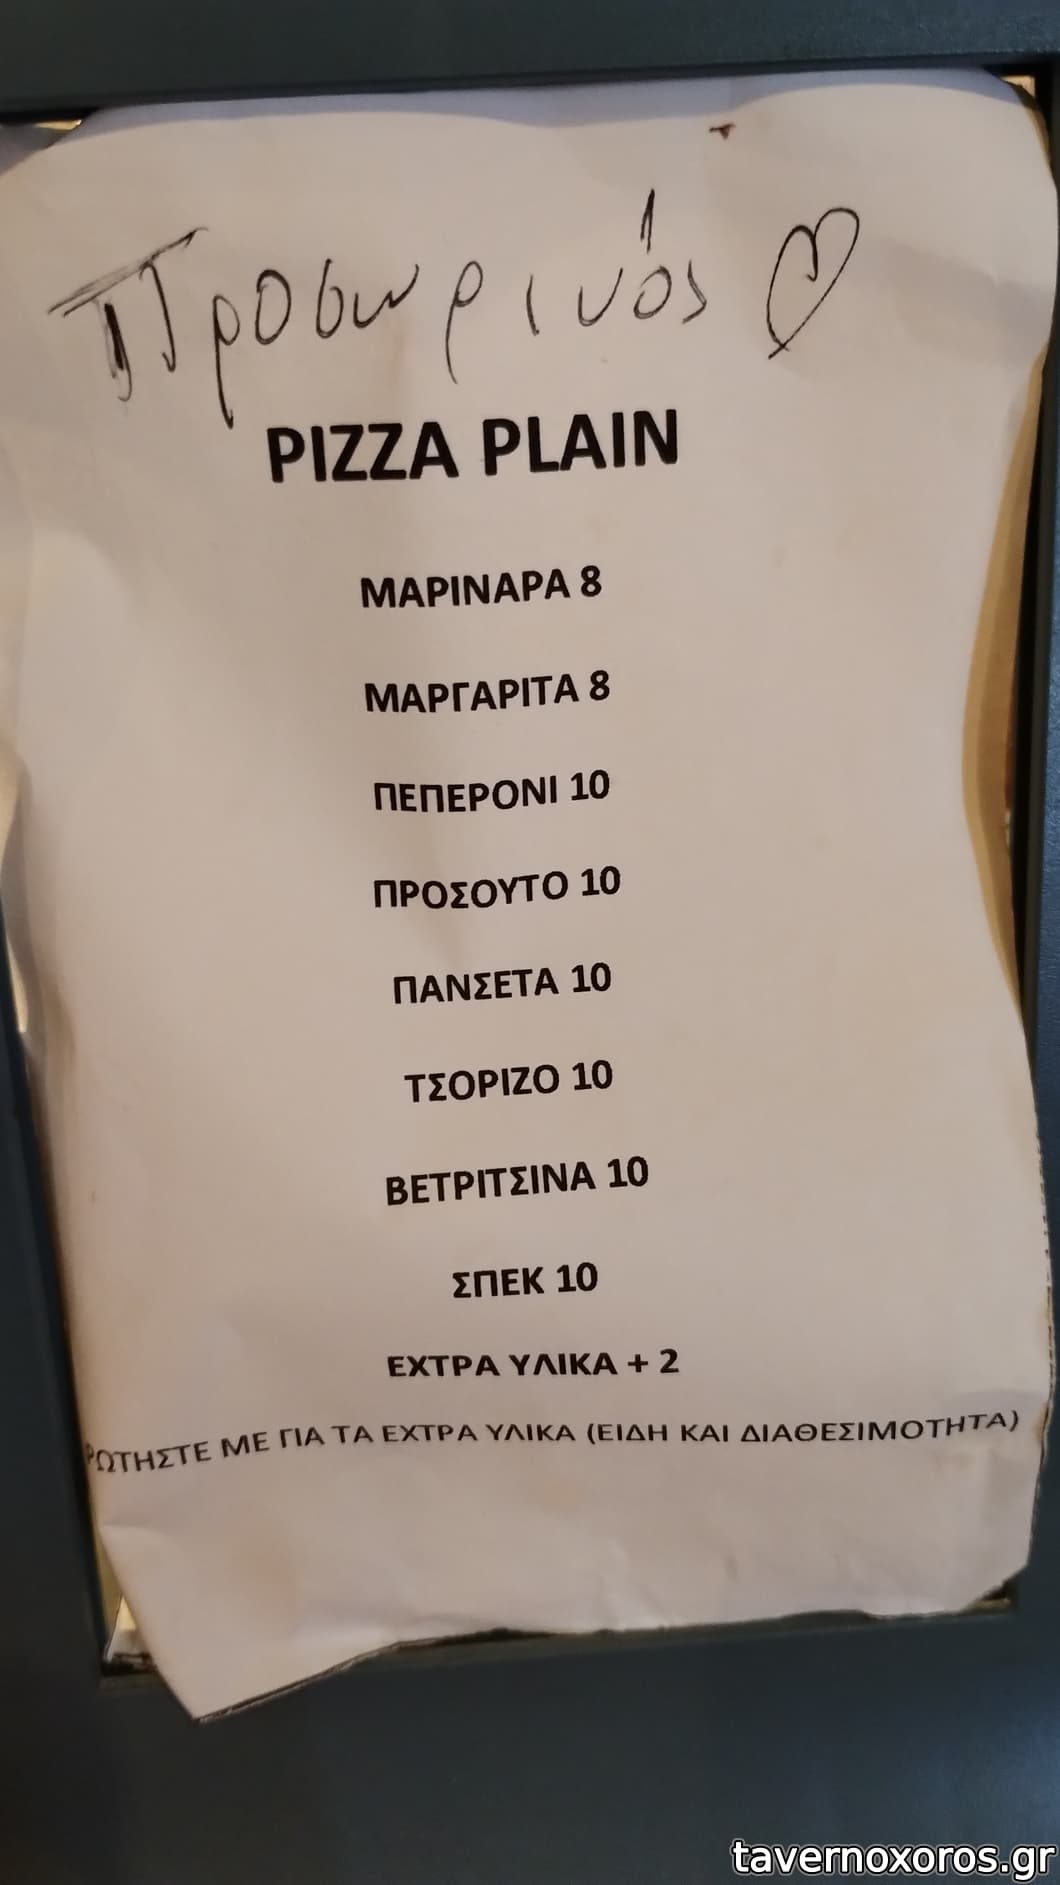 Προσωρινός
PIZZA PLAIN
ΜΑΡΙΝΑΡΑ 8
ΜΑΡΓΑΡΙΤΑ 8
ΠΕΠΕΡΟΝΙ 10
ΠΡΟΣΟΥΤΟ 10
ΠΑΝΣΕΤΑ 10
ΤΣΟΡΙΖΟ 10
ΒΕΤΡΙΤΣΙΝΑ 10
ΣΠΕΚ 10
ΕΧΤΡΑ ΥΛΙΚΑ + 2
ΡΩΤΗΣΤΕ ΜΕ ΓΙΑ ΤΑ ΕΧΤΡΑ ΥΛΙΚΑ (ΕΙΔΗ ΚΑΙ ΔΙΑΘΕΣΙΜΟΤΗΤΑ)
tavernoxoros.gr